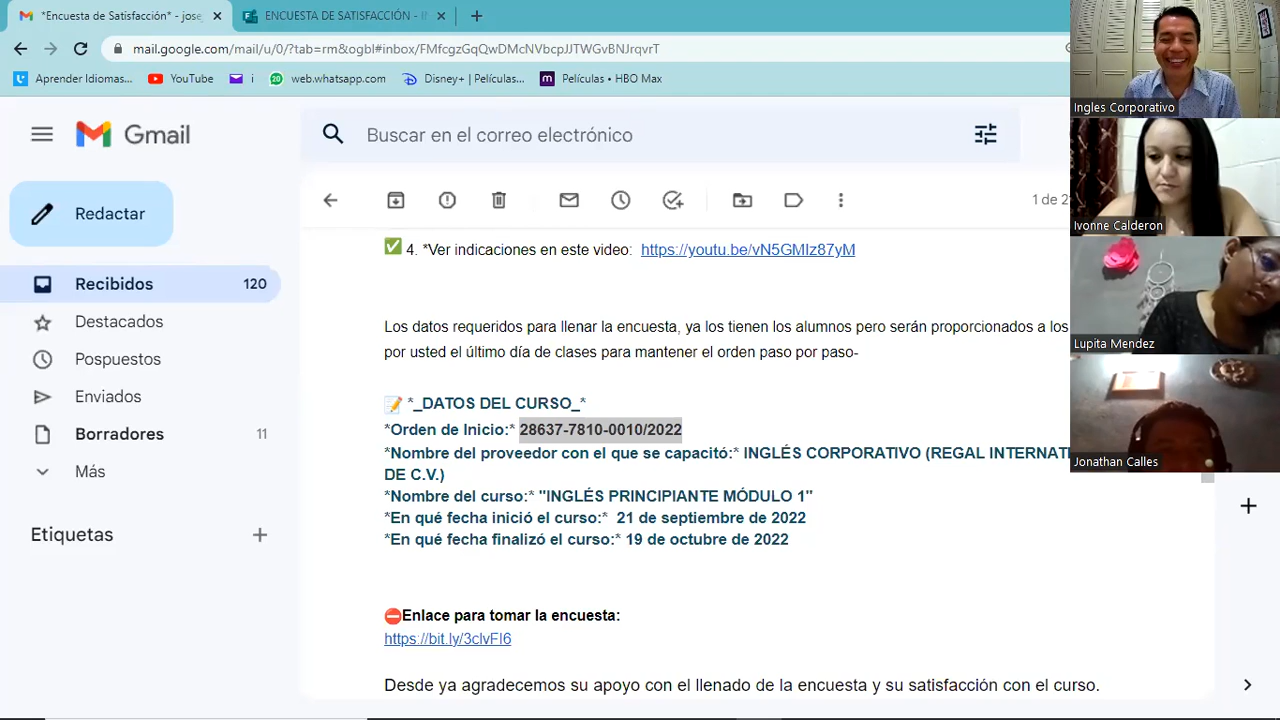 *Encuesta de Satisfacción* - jose
ENCUESTA DE SATISFACCIÓN - I
mail.google.com/mail/u/0/?tab=rm&ogbl#inbox/FMfcgzGqQwDMcNVbrpJJTWGvBNJrqvrT
Aprender Idiomas...
YouTube
i
20
web.whatsapp.com
Disney+ - Películas...
Películas • HBO Max
Gmail
Buscar en el correo electrónico
Redactar
1 de 2
Recibidos 120
Destacados
Pospuestos
Enviados
Borradores 11
Más
Etiquetas
4. *Ver indicaciones en este video: https://youtu.be/vN5GMIz87yM
Los datos requeridos para llenar la encuesta, ya los tienen los alumnos pero serán proporcionados a los
por usted el último día de clases para mantener el orden paso por paso-
*_DATOS DEL CURSO_*
*Orden de Inicio:* 28637-7810-0010/2022
*Nombre del proveedor con el que se capacitó:* INGLÉS CORPORATIVO (REGAL INTERNAT
DE C.V.)
*Nombre del curso:* "INGLÉS PRINCIPIANTE MÓDULO 1"
*En qué fecha inició el curso:* 21 de septiembre de 2022
*En qué fecha finalizó el curso:* 19 de octubre de 2022
Enlace para tomar la encuesta:
https://bit.ly/3clvFI6
Desde ya agradecemos su apoyo con el llenado de la encuesta y su satisfacción con el curso.
Ingles Corporativo
Ivonne Calderon
Lupita Mendez
Jonathan Calles